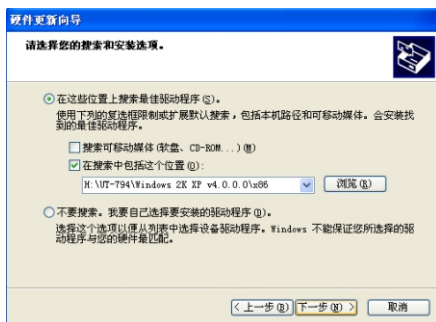 硬件更新向导
请选择您的搜索和安装选项。
在这些位置上搜索最佳驱动程序(S)。
使用下列的复选框限制或扩展默认搜索，包括本机路径和可移动媒体。会安装找
到的最佳驱动程序。
搜索可移动媒体(软盘、CD-ROM...)(M)
在搜索中包括这个位置(O):
H:\UT-794\Windows 2K XP v4.0.0.0\x86
浏览(R)
不要搜索。我要自己选择要安装的驱动程序(D)。
选择这个选项以便从列表中选择设备驱动程序。Windows 不能保证您所选择的驱
动程序与您的硬件最匹配。
< 上一步(B)
下一步(N) >
取消